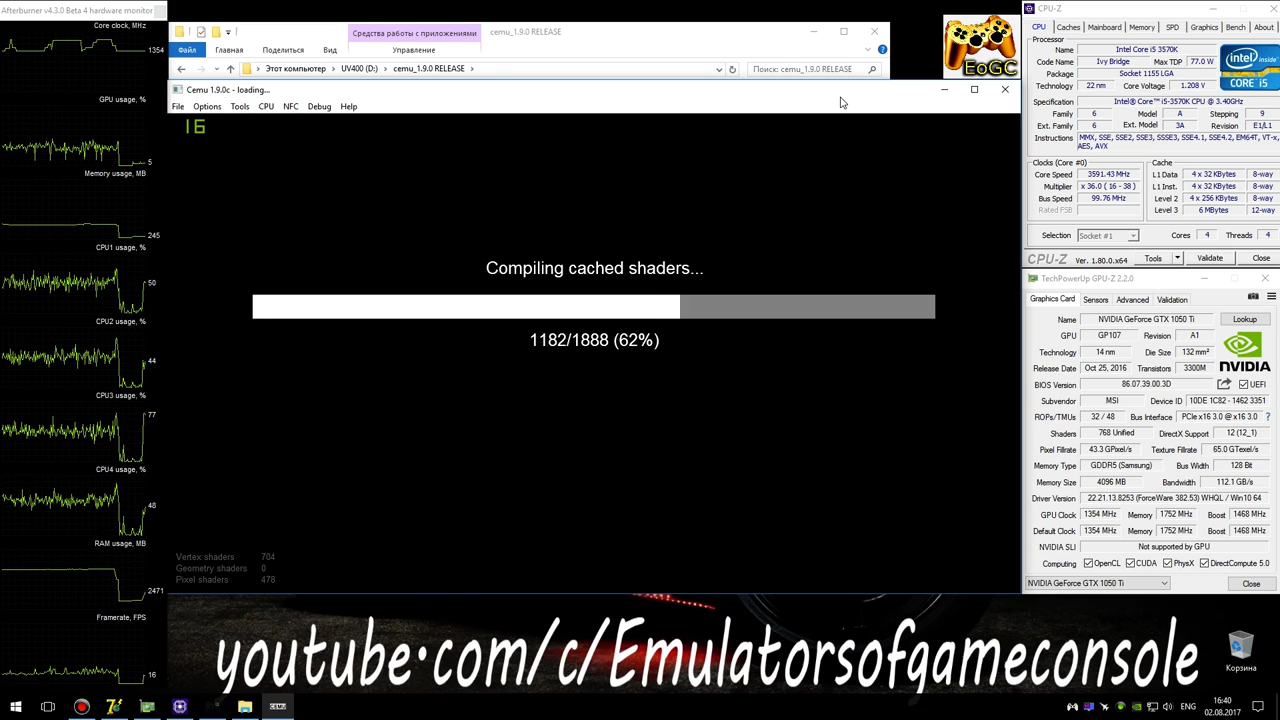 Afterburner v4.3.0 Beta 4 hardware monitor
Core clock, MHz
1354
GPU usage, %
5
Memory usage, MB
245
CPU1 usage, %
50
CPU2 usage, %
44
CPU3 usage, %
77
CPU4 usage, %
48
RAM usage, MB
2471
Framerate, FPS
16
Средства работы с приложениями
cemu_1.9.0 RELEASE
Файл
Главная
Поделиться
Вид
Управление
Этот компьютер
UV400 (D:)
cemu_1.9.0 RELEASE
Поиск: cemu_1.9.0 RELEASE
EoGC
Cemu 1.9.0c - loading...
File Options Tools CPU NFC Debug Help
16
Compiling cached shaders...
1182/1888 (62%)
Vertex shaders 704
Geometry shaders 0
Pixel shaders 478
CPU-Z
CPU Caches Mainboard Memory SPD Graphics Bench About
Processor
Name Intel Core i5 3570K
Code Name Ivy Bridge Max TDP 77.0 W
Package Socket 1155 LGA
Technology 22 nm Core Voltage 1.208 V
intel inside™
CORE i5
Specification Intel® Core™ i5-3570K CPU @ 3.40GHz
Family 6 Model A Stepping 9
Ext. Family 6 Ext. Model 3A Revision E1/L1
Instructions MMX, SSE, SSE2, SSE3, SSSE3, SSE4.1, SSE4.2, EM64T, VT-x,
AES, AVX
Clocks (Core #0)
Core Speed 3591.43 MHz
Multiplier x 36.0 ( 16 - 38 )
Bus Speed 99.76 MHz
Rated FSB
Cache
L1 Data 4 x 32 KBytes 8-way
L1 Inst. 4 x 32 KBytes 8-way
Level 2 4 x 256 KBytes 8-way
Level 3 6 MBytes 12-way
Selection Socket #1 Cores 4 Threads 4
CPU-Z Ver. 1.80.0.x64 Tools Validate Close
TechPowerUp GPU-Z 2.2.0
Graphics Card Sensors Advanced Validation
Name NVIDIA GeForce GTX 1050 Ti Lookup
GPU GP107 Revision A1
Technology 14 nm Die Size 132 mm²
Release Date Oct 25, 2016 Transistors 3300M
NVIDIA
BIOS Version 86.07.39.00.3D UEFI
Subvendor MSI Device ID 10DE 1C82 - 1462 3351
ROPs/TMUs 32 / 48 Bus Interface PCIe x16 3.0 @ x16 3.0 ?
Shaders 768 Unified DirectX Support 12 (12_1)
Pixel Fillrate 43.3 GPixel/s Texture Fillrate 65.0 GTexel/s
Memory Type GDDR5 (Samsung) Bus Width 128 Bit
Memory Size 4096 MB Bandwidth 112.1 GB/s
Driver Version 22.21.13.8253 (ForceWare 382.53) WHQL / Win10 64
GPU Clock 1354 MHz Memory 1752 MHz Boost 1468 MHz
Default Clock 1354 MHz Memory 1752 MHz Boost 1468 MHz
NVIDIA SLI Not supported by GPU
Computing OpenCL CUDA PhysX DirectCompute 5.0
NVIDIA GeForce GTX 1050 Ti Close
youtube.com/c/Emulatorsofgameconsole
Корзина
CEMU
ENG
16:40
02.08.2017